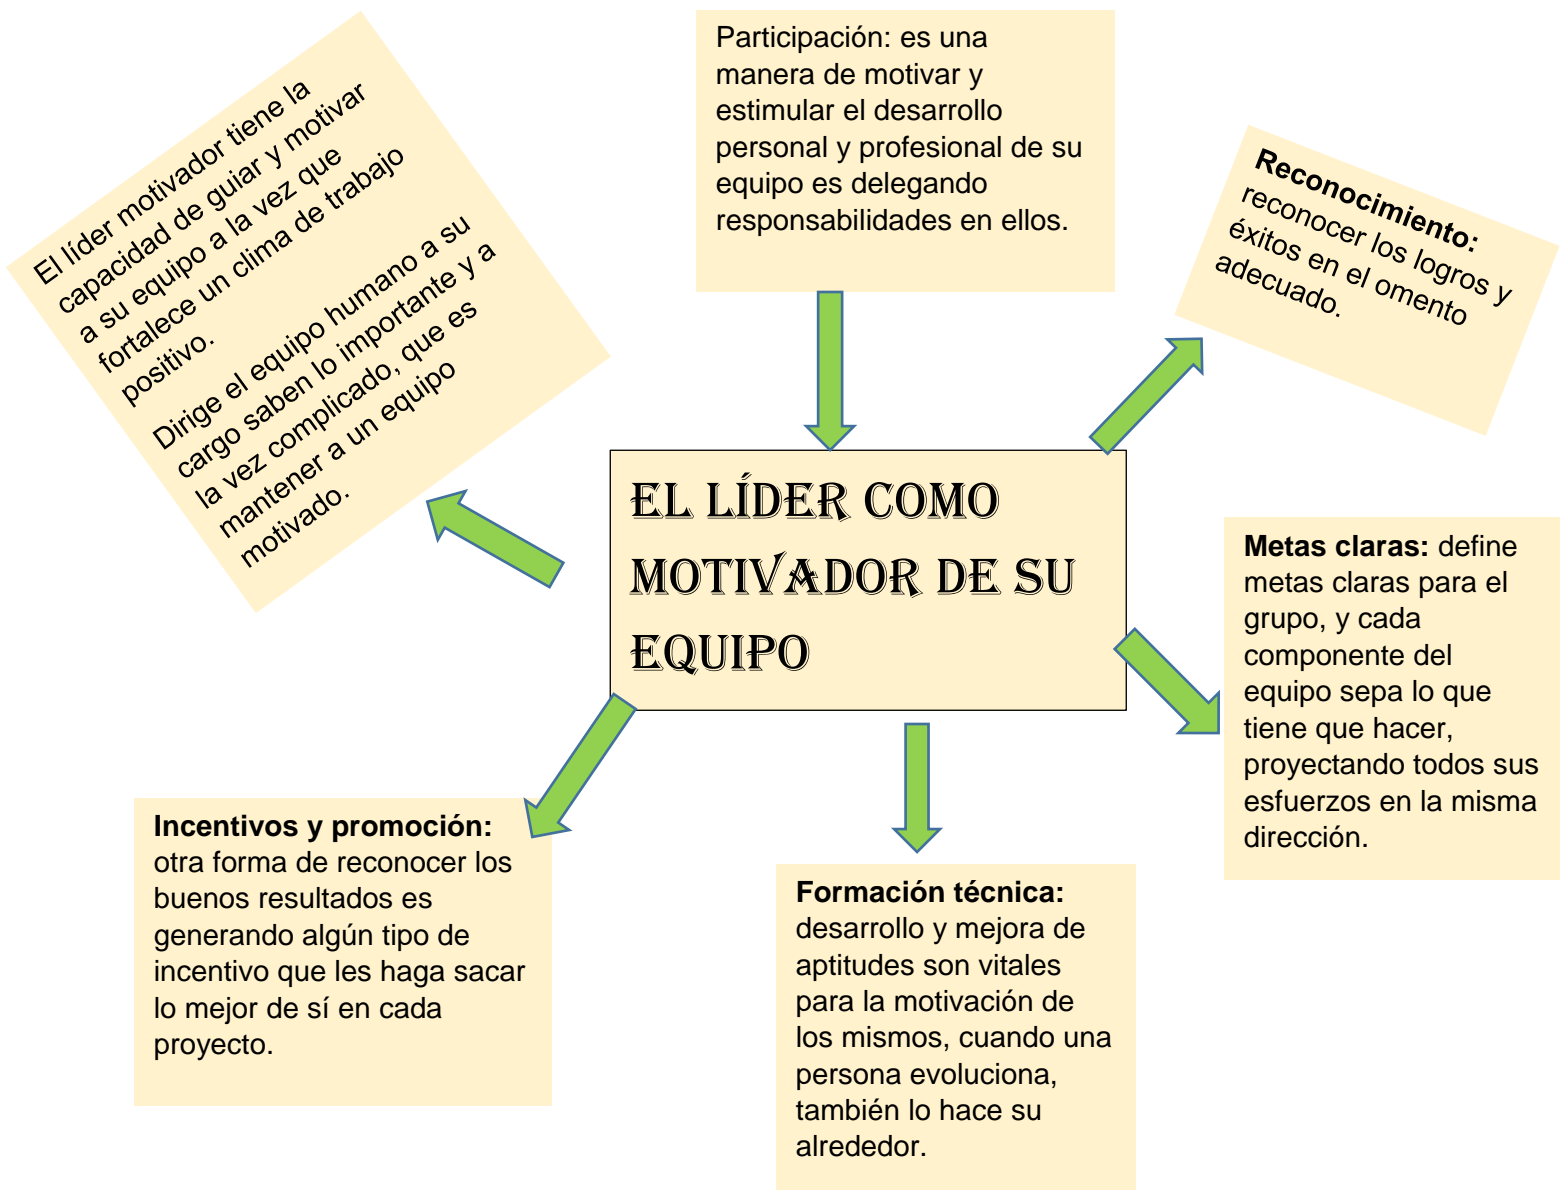 El líder motivador tiene la
capacidad de guiar y motivar
a su equipo a la vez que
fortalece un clima de trabajo
positivo.
Dirige el equipo humano a su
cargo saben lo importante y a
la vez complicado, que es
mantener a un equipo
motivado.
Participación: es una
manera de motivar y
estimular el desarrollo
personal y profesional de su
equipo es delegando
responsabilidades en ellos.
Reconocimiento:
reconocer los logros y
éxitos en el omento
adecuado.
EL LÍDER COMO
MOTIVADOR DE SU
EQUIPO
Metas claras: define
metas claras para el
grupo, y cada
componente del
equipo sepa lo que
tiene que hacer,
proyectando todos sus
esfuerzos en la misma
dirección.
Incentivos y promoción:
otra forma de reconocer los
buenos resultados es
generando algún tipo de
incentivo que les haga sacar
lo mejor de sí en cada
proyecto.
Formación técnica:
desarrollo y mejora de
aptitudes son vitales
para la motivación de
los mismos, cuando una
persona evoluciona,
también lo hace su
alrededor.